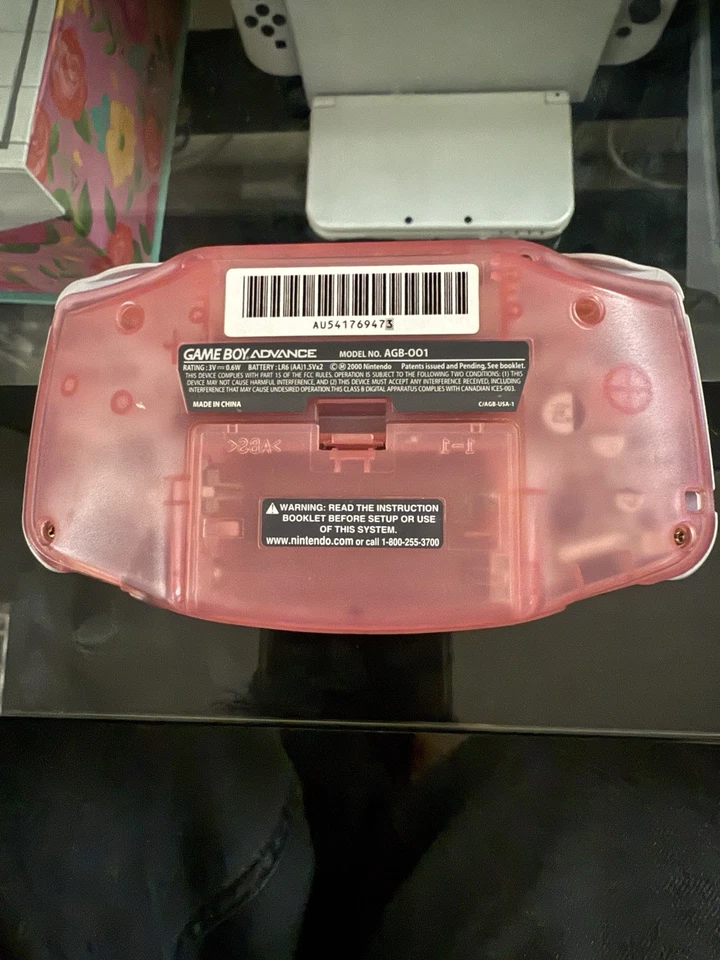 AU541769473
GAME BOY ADVANCE MODEL NO. AGB-001
RATING : 3V ⎓ 0.6W BATTERY : LR6 (AA)1.5V×2 ©Ⓜ 2000 Nintendo Patents issued and Pending, See booklet.
THIS DEVICE COMPLIES WITH PART 15 OF THE FCC RULES. OPERATION IS SUBJECT TO THE FOLLOWING TWO CONDITIONS; (1) THIS
DEVICE MAY NOT CAUSE HARMFUL INTERFERENCE, AND (2) THIS DEVICE MUST ACCEPT ANY INTERFERENCE RECEIVED, INCLUDING
INTERFERENCE THAT MAY CAUSE UNDESIRED OPERATION.THIS CLASS B DIGITAL APPARATUS COMPLIES WITH CANADIAN ICES-003.
MADE IN CHINA C/AGB-USA-1
>ABS< 1-1
⚠ WARNING: READ THE INSTRUCTION
BOOKLET BEFORE SETUP OR USE
OF THIS SYSTEM.
www.nintendo.com or call 1-800-255-3700